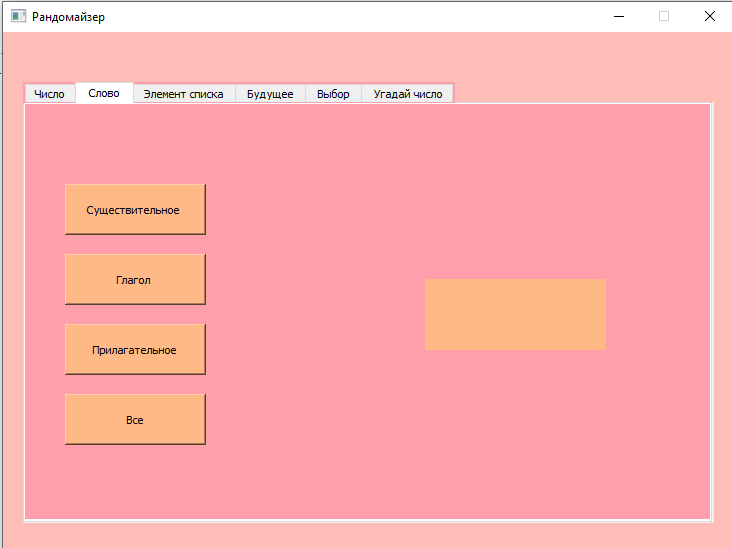 Рандомайзер
Число Слово Элемент списка Будущее Выбор Угадай число
Существительное
Глагол
Прилагательное
Все